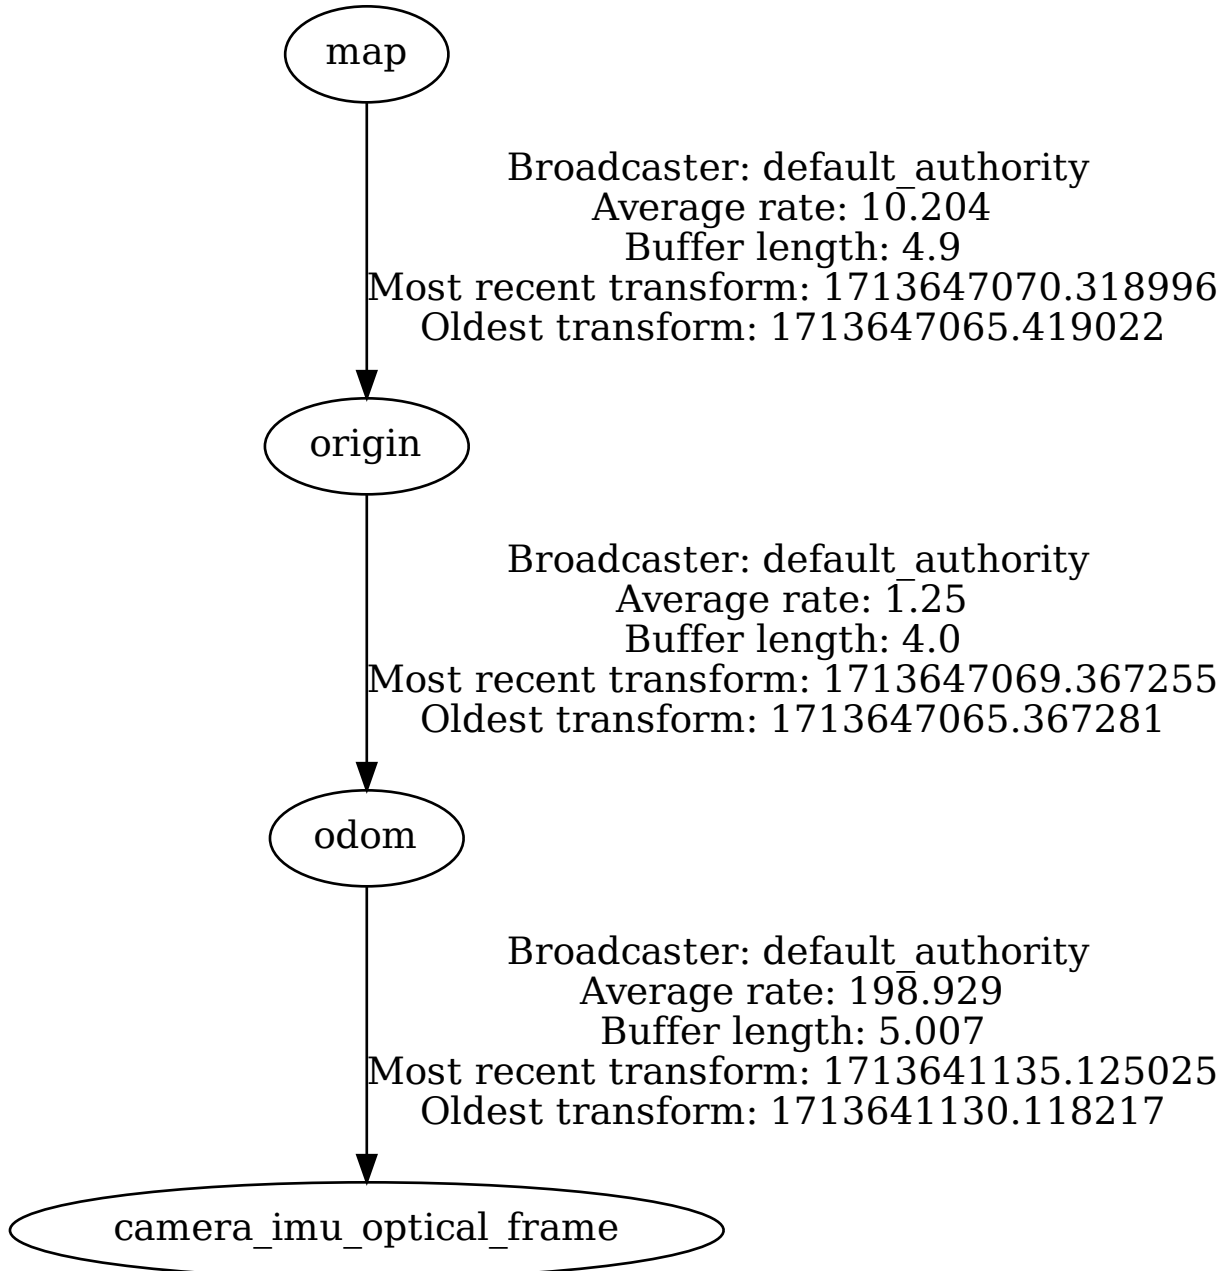 map
Broadcaster: default_authority
Average rate: 10.204
Buffer length: 4.9
Most recent transform: 1713647070.318996
Oldest transform: 1713647065.419022
origin
Broadcaster: default_authority
Average rate: 1.25
Buffer length: 4.0
Most recent transform: 1713647069.367255
Oldest transform: 1713647065.367281
odom
Broadcaster: default_authority
Average rate: 198.929
Buffer length: 5.007
Most recent transform: 1713641135.125025
Oldest transform: 1713641130.118217
camera_imu_optical_frame